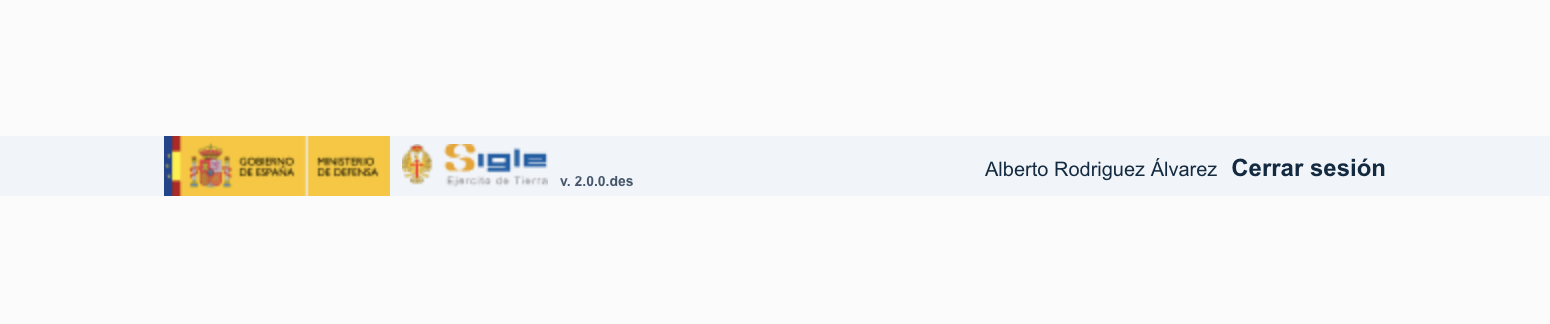 GOBIERNO
DE ESPAÑA
MINISTERIO
DE DEFENSA
Sigle
Ejercito de Tierra
v. 2.0.0.des
Alberto Rodriguez Álvarez Cerrar sesión